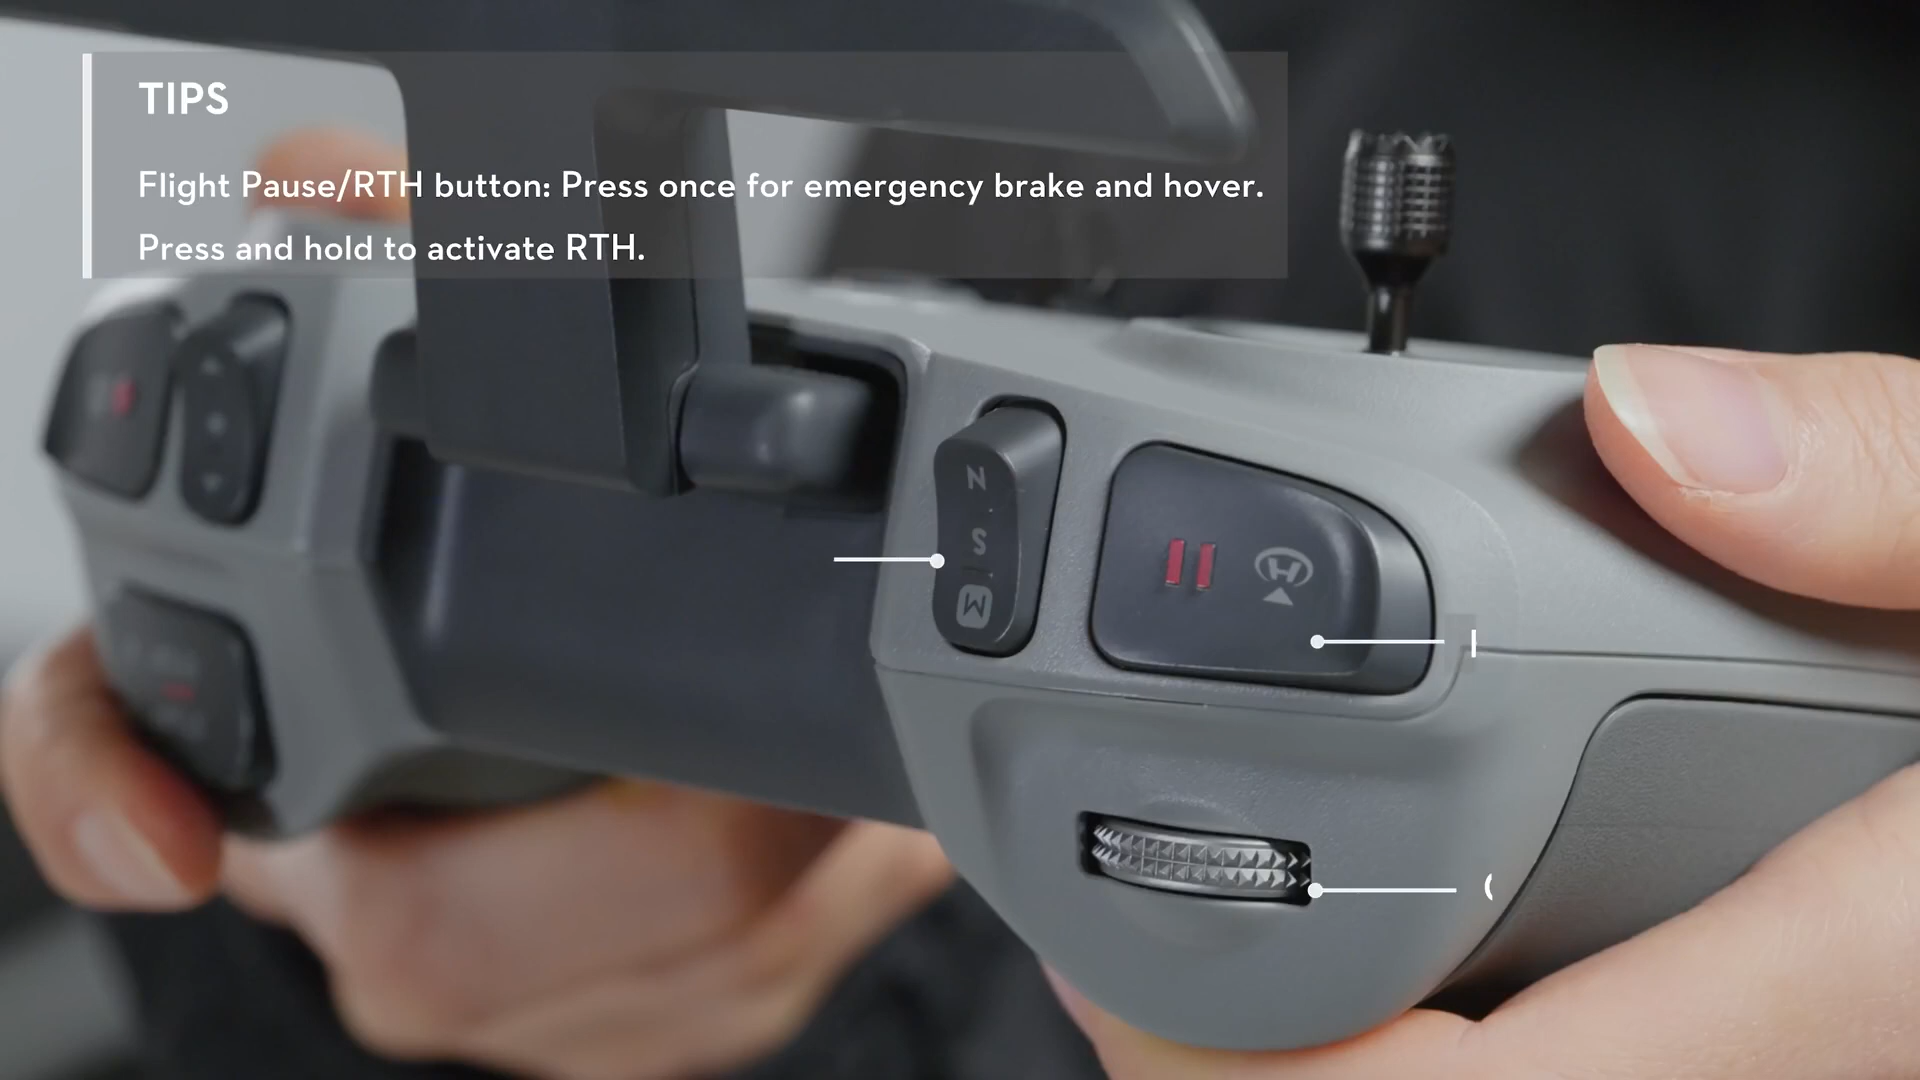 TIPS
Flight Pause/RTH button: Press once for emergency brake and hover.
Press and hold to activate RTH.
N
S
M
H